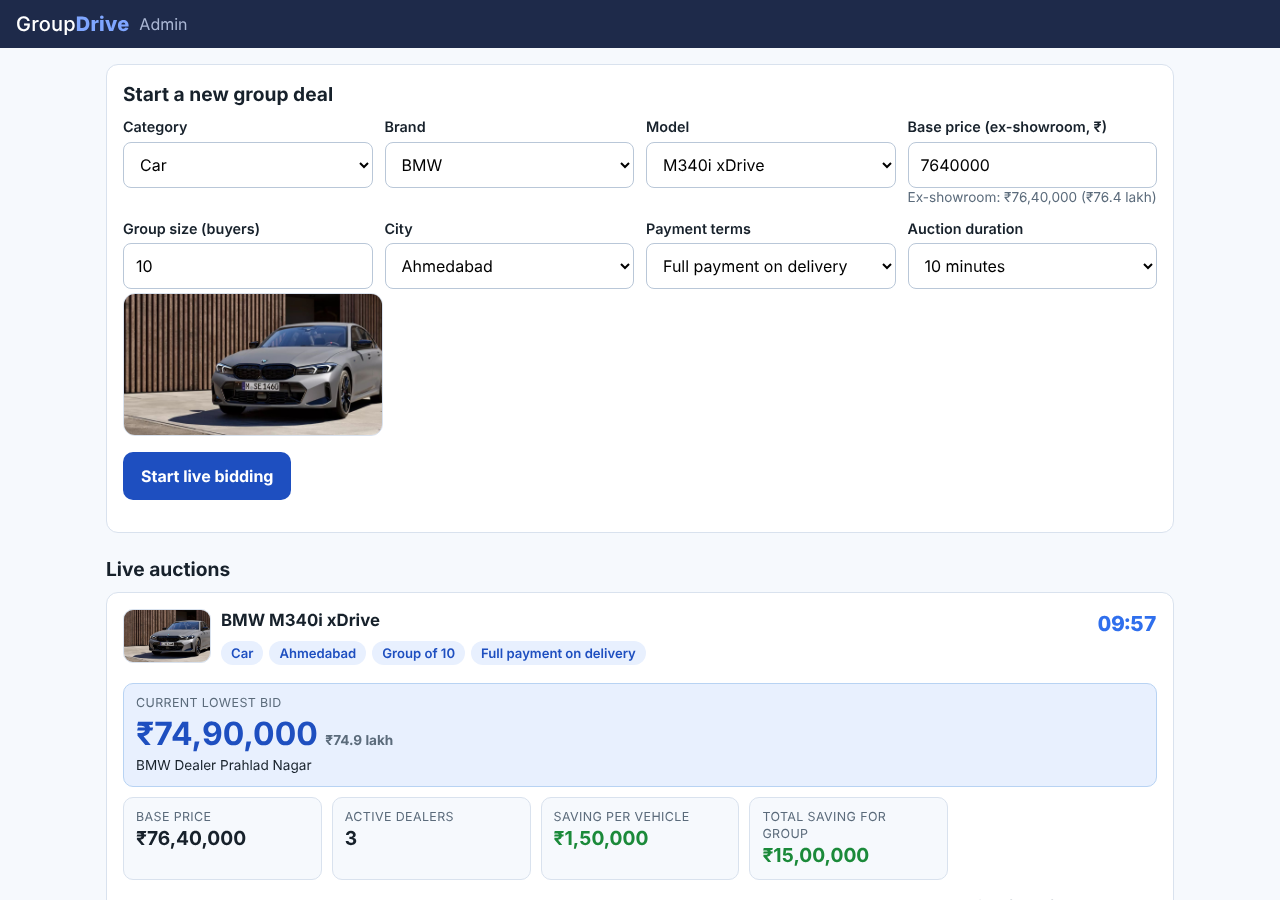 GroupDrive Admin
Start a new group deal
Category
Brand
Model
Base price (ex-showroom, ₹)
Car
BMW
M340i xDrive
7640000
Ex-showroom: ₹76,40,000 (₹76.4 lakh)
Group size (buyers)
City
Payment terms
Auction duration
10
Ahmedabad
Full payment on delivery
10 minutes
M·SE 1460
Start live bidding
Live auctions
BMW M340i xDrive
09:57
Car
Ahmedabad
Group of 10
Full payment on delivery
CURRENT LOWEST BID
₹74,90,000 ₹74.9 lakh
BMW Dealer Prahlad Nagar
BASE PRICE
₹76,40,000
ACTIVE DEALERS
3
SAVING PER VEHICLE
₹1,50,000
TOTAL SAVING FOR
GROUP
₹15,00,000